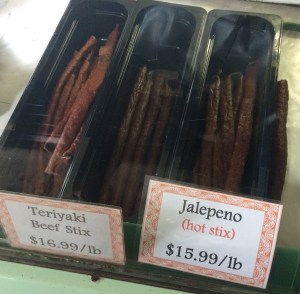 Teriyaki
Beef Stix
$16.99/lb
Jalepeno
(hot stix)
$15.99/lb